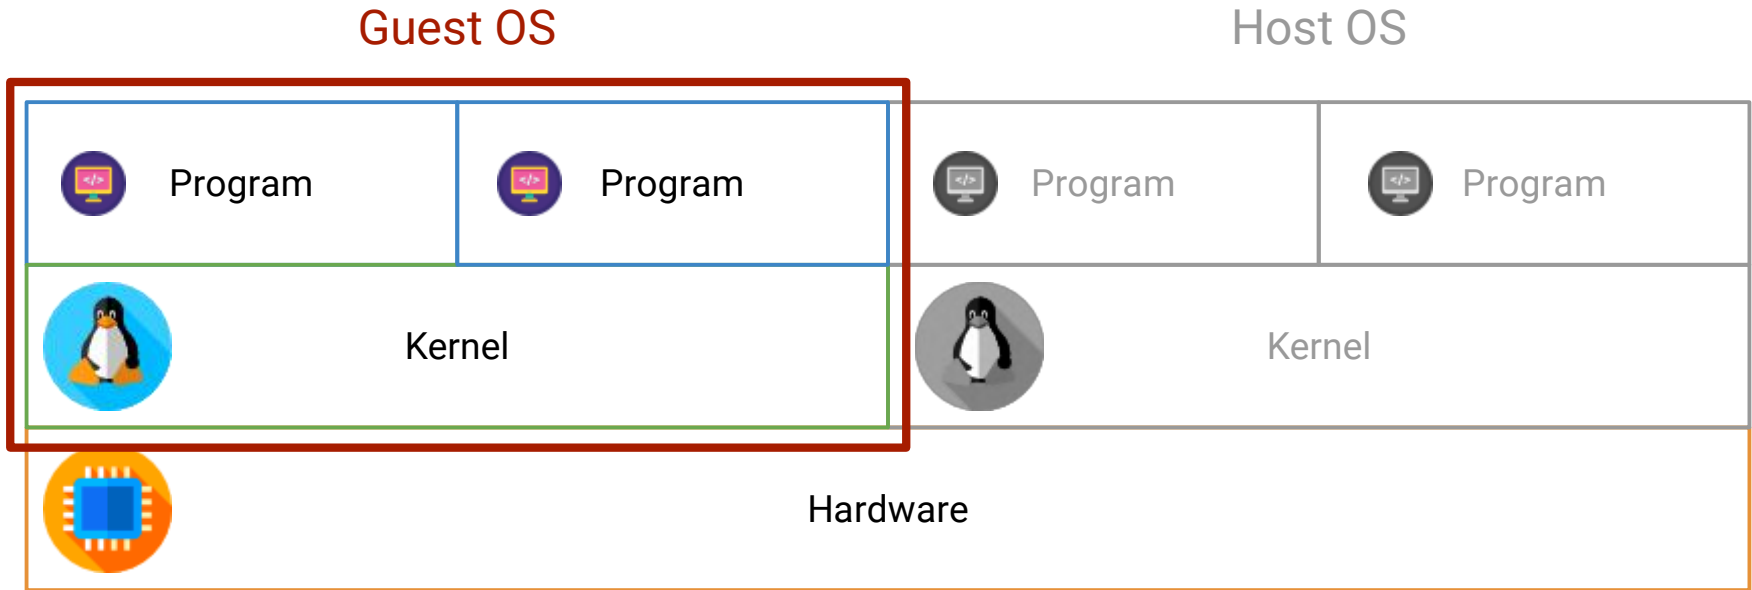 Guest OS
Host OS
Program
Program
Program
Program
Kernel
Kernel
Hardware